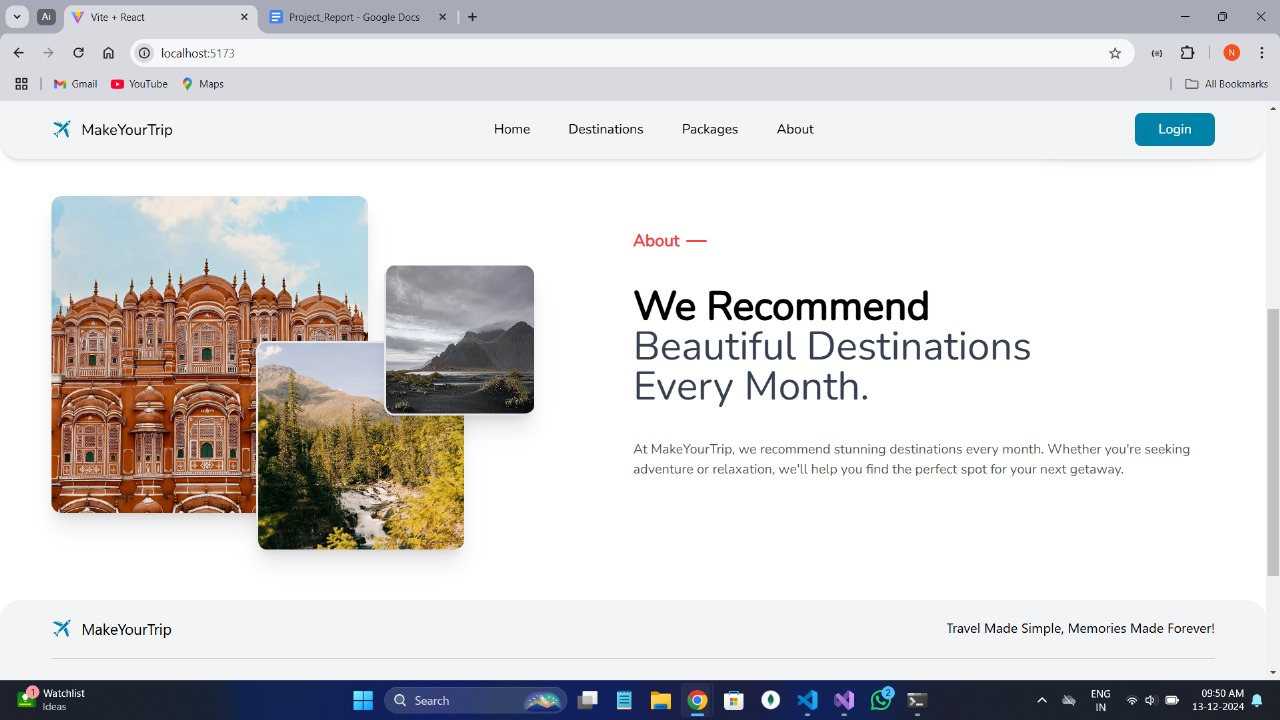 Ai
Vite + React
Project_Report - Google Docs
localhost:5173
N
Gmail
YouTube
Maps
All Bookmarks
MakeYourTrip
Home
Destinations
Packages
About
Login
About
We Recommend
Beautiful Destinations
Every Month.
At MakeYourTrip, we recommend stunning destinations every month. Whether you're seeking
adventure or relaxation, we'll help you find the perfect spot for your next getaway.
MakeYourTrip
Travel Made Simple, Memories Made Forever!
1
Watchlist
Ideas
Search
2
ENG
IN
09:50 AM
13-12-2024